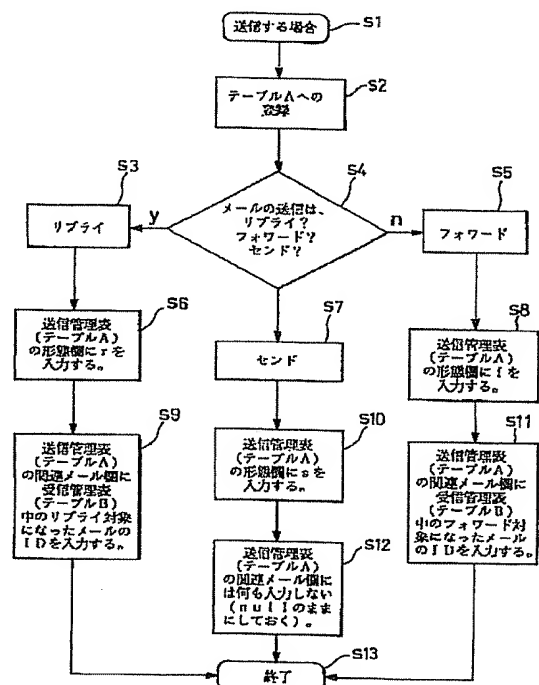 送信する場合
S1
テーブルAへの
登録
S2
S3
S4
S5
メールの送信は、
リプライ?
フォワード?
センド?
y
n
リプライ
フォワード
S6
送信管理表
(テーブルA)
の形態欄にrを
入力する。
S7
センド
S8
送信管理表
(テーブルA)
の形態欄にfを
入力する。
S9
送信管理表
(テーブルA)
の関連メール欄に
受信管理表
(テーブルB)
中のリプライ対象
になったメールの
IDを入力する。
S10
送信管理表
(テーブルA)
の形態欄にsを
入力する。
S11
送信管理表
(テーブルA)
の関連メール欄に
受信管理表
(テーブルB)
中のフォワード対
象になったメール
のIDを入力する。
S12
送信管理表
(テーブルA)
の関連メール欄に
は何も入力しない
(nullのまま
にしておく)。
S13
終了